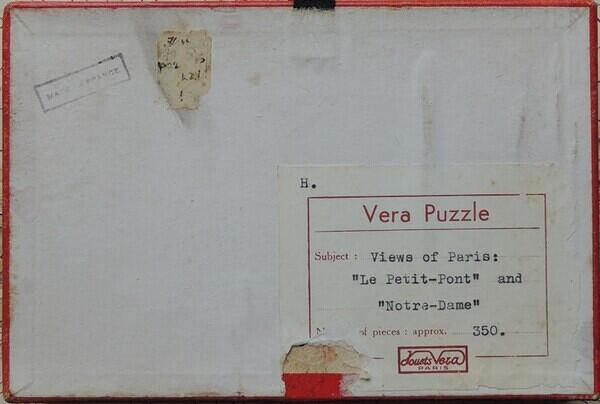 MADE IN FRANCE
H.
Vera Puzzle
Subject : Views of Paris:
"Le Petit-Pont" and
"Notre-Dame"
of pieces : approx. 350.
Jouets Vera
PARIS